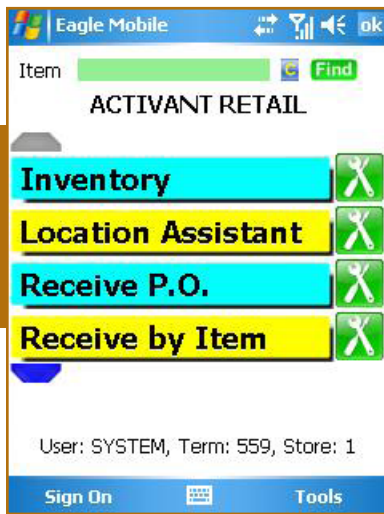 Eagle Mobile ok
Item C Find
ACTIVANT RETAIL
Inventory
Location Assistant
Receive P.O.
Receive by Item
User: SYSTEM, Term: 559, Store: 1
Sign On Tools